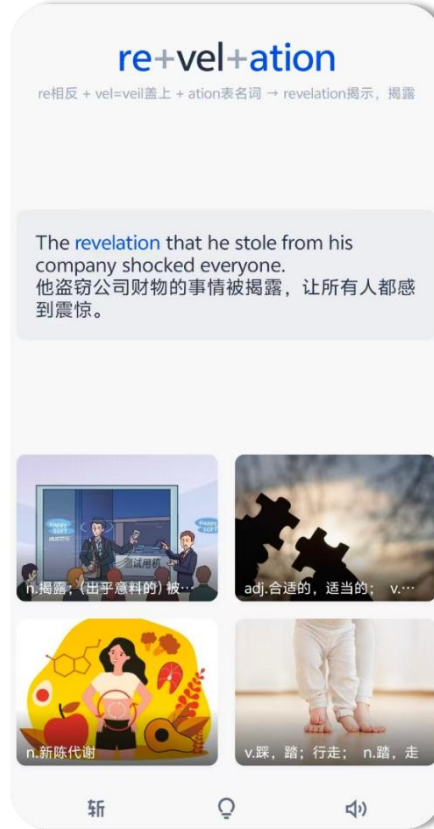 re+vel+ation
re相反 + vel=veil盖上 + ation表名词 → revelation揭示，揭露
The revelation that he stole from his
company shocked everyone.
他盗窃公司财物的事情被揭露，让所有人都感
到震惊。
测试用机
n.揭露；(出乎意料的) 被…
adj.合适的，适当的； v.…
n.新陈代谢
v.踩，踏；行走； n.踏，走
斩